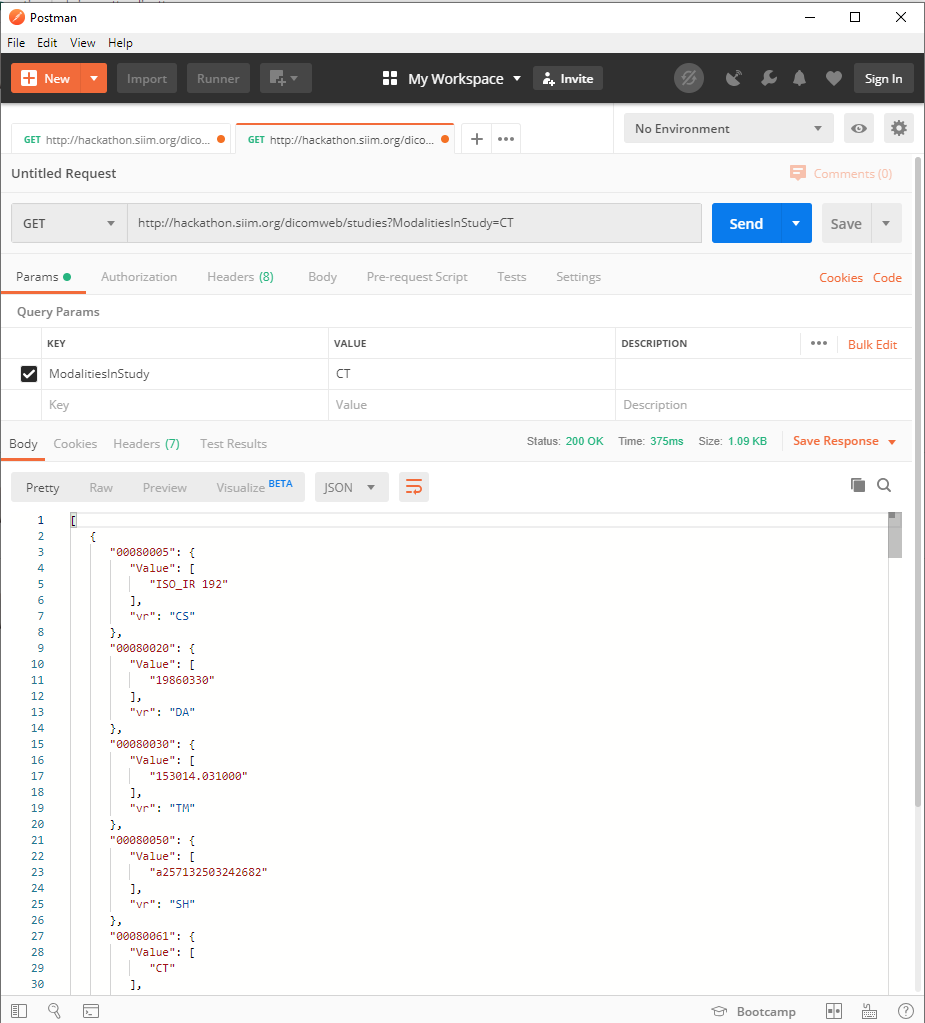 Postman
File Edit View Help
New Import Runner My Workspace Invite Sign In
GET http://hackathon.siim.org/dico... GET http://hackathon.siim.org/dico... + ••• No Environment
Untitled Request Comments (0)
GET http://hackathon.siim.org/dicomweb/studies?ModalitiesInStudy=CT Send Save
Params Authorization Headers (8) Body Pre-request Script Tests Settings Cookies Code
Query Params
KEY VALUE DESCRIPTION ••• Bulk Edit
ModalitiesInStudy CT
Key Value Description
Body Cookies Headers (7) Test Results Status: 200 OK Time: 375ms Size: 1.09 KB Save Response
Pretty Raw Preview Visualize BETA JSON
1 [
2 {
3 "00080005": {
4 "Value": [
5 "ISO_IR 192"
6 ],
7 "vr": "CS"
8 },
9 "00080020": {
10 "Value": [
11 "19860330"
12 ],
13 "vr": "DA"
14 },
15 "00080030": {
16 "Value": [
17 "153014.031000"
18 ],
19 "vr": "TM"
20 },
21 "00080050": {
22 "Value": [
23 "a257132503242682"
24 ],
25 "vr": "SH"
26 },
27 "00080061": {
28 "Value": [
29 "CT"
30 ],
Bootcamp